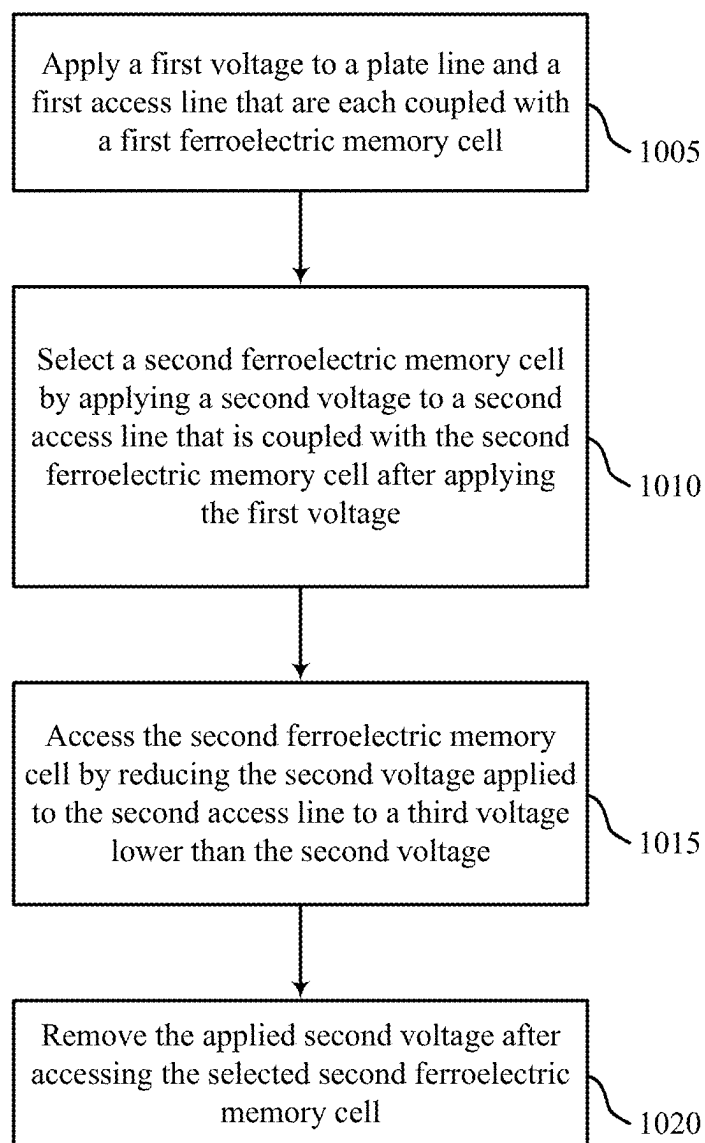 Apply a first voltage to a plate line and a
first access line that are each coupled with
a first ferroelectric memory cell
1005
Select a second ferroelectric memory cell
by applying a second voltage to a second
access line that is coupled with the second
ferroelectric memory cell after applying
the first voltage
1010
Access the second ferroelectric memory
cell by reducing the second voltage applied
to the second access line to a third voltage
lower than the second voltage
1015
Remove the applied second voltage after
accessing the selected second ferroelectric
memory cell
1020